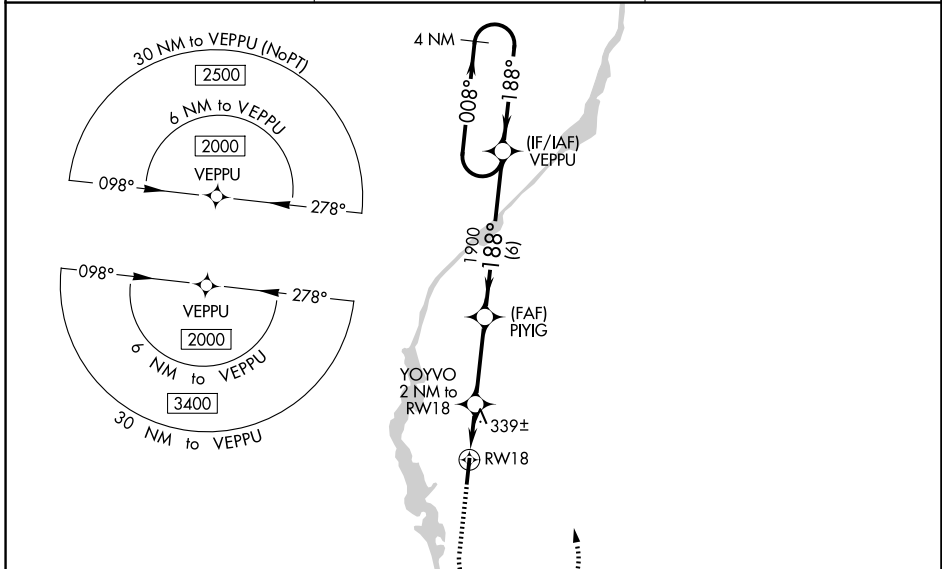 30 NM to VEPPU (NoPT)
2500
6 NM to VEPPU
2000
VEPPU
098°
278°
098°
278°
VEPPU
2000
6 NM to VEPPU
3400
30 NM to VEPPU
4 NM
008°
188°
(IF/IAF)
VEPPU
1900
188°
(6)
(FAF)
PIYIG
YOYVO
2 NM to
RW18
339±
RW18